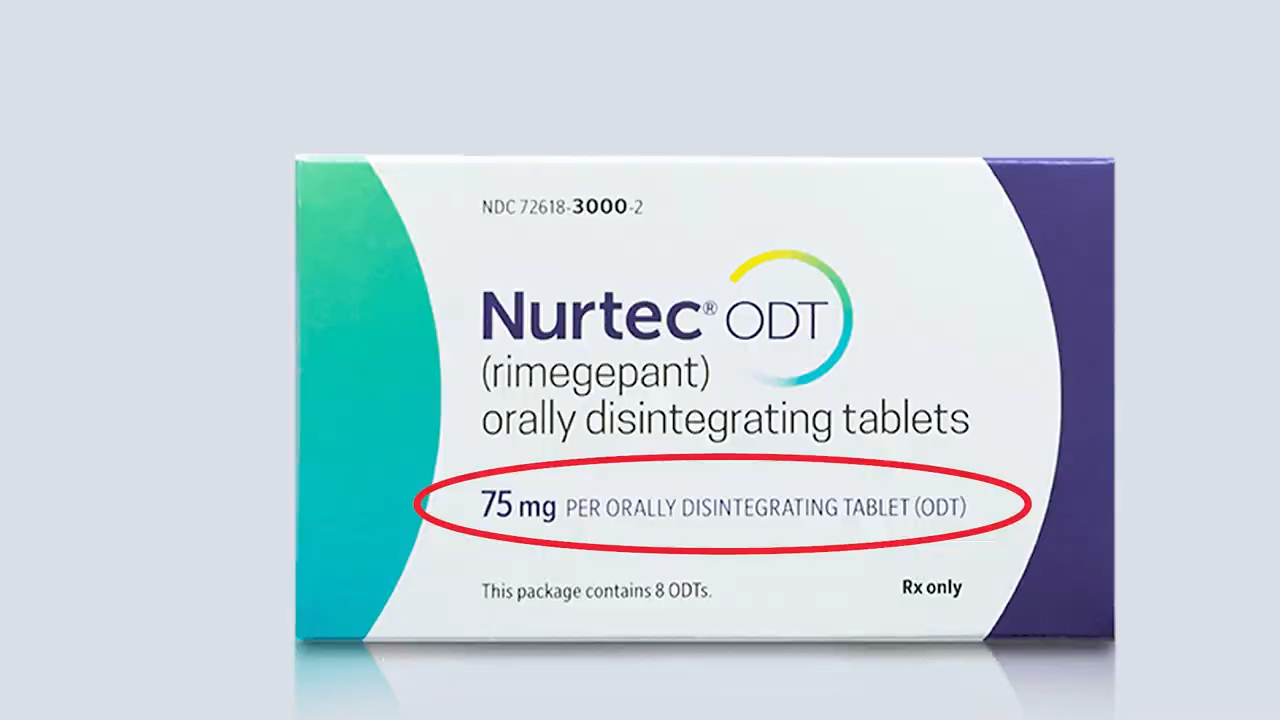 NDC 72618-3000-2
Nurtec® ODT
(rimegepant)
orally disintegrating tablets
75 mg PER ORALLY DISINTEGRATING TABLET (ODT)
This package contains 8 ODTs.
Rx only